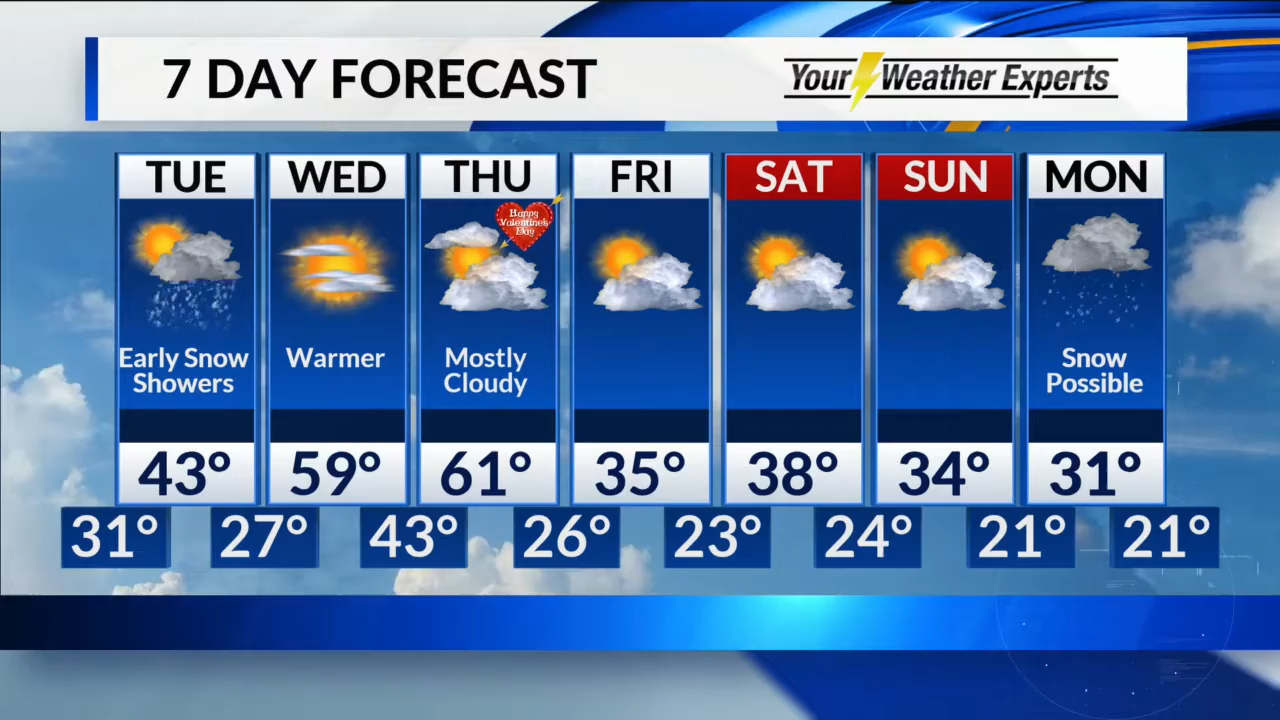 7 DAY FORECAST
Your Weather Experts
TUE WED THU FRI SAT SUN MON
Happy
Valentine's
Day
Early Snow
Showers
Warmer
Mostly
Cloudy
Snow
Possible
43° 59° 61° 35° 38° 34° 31°
31° 27° 43° 26° 23° 24° 21° 21°